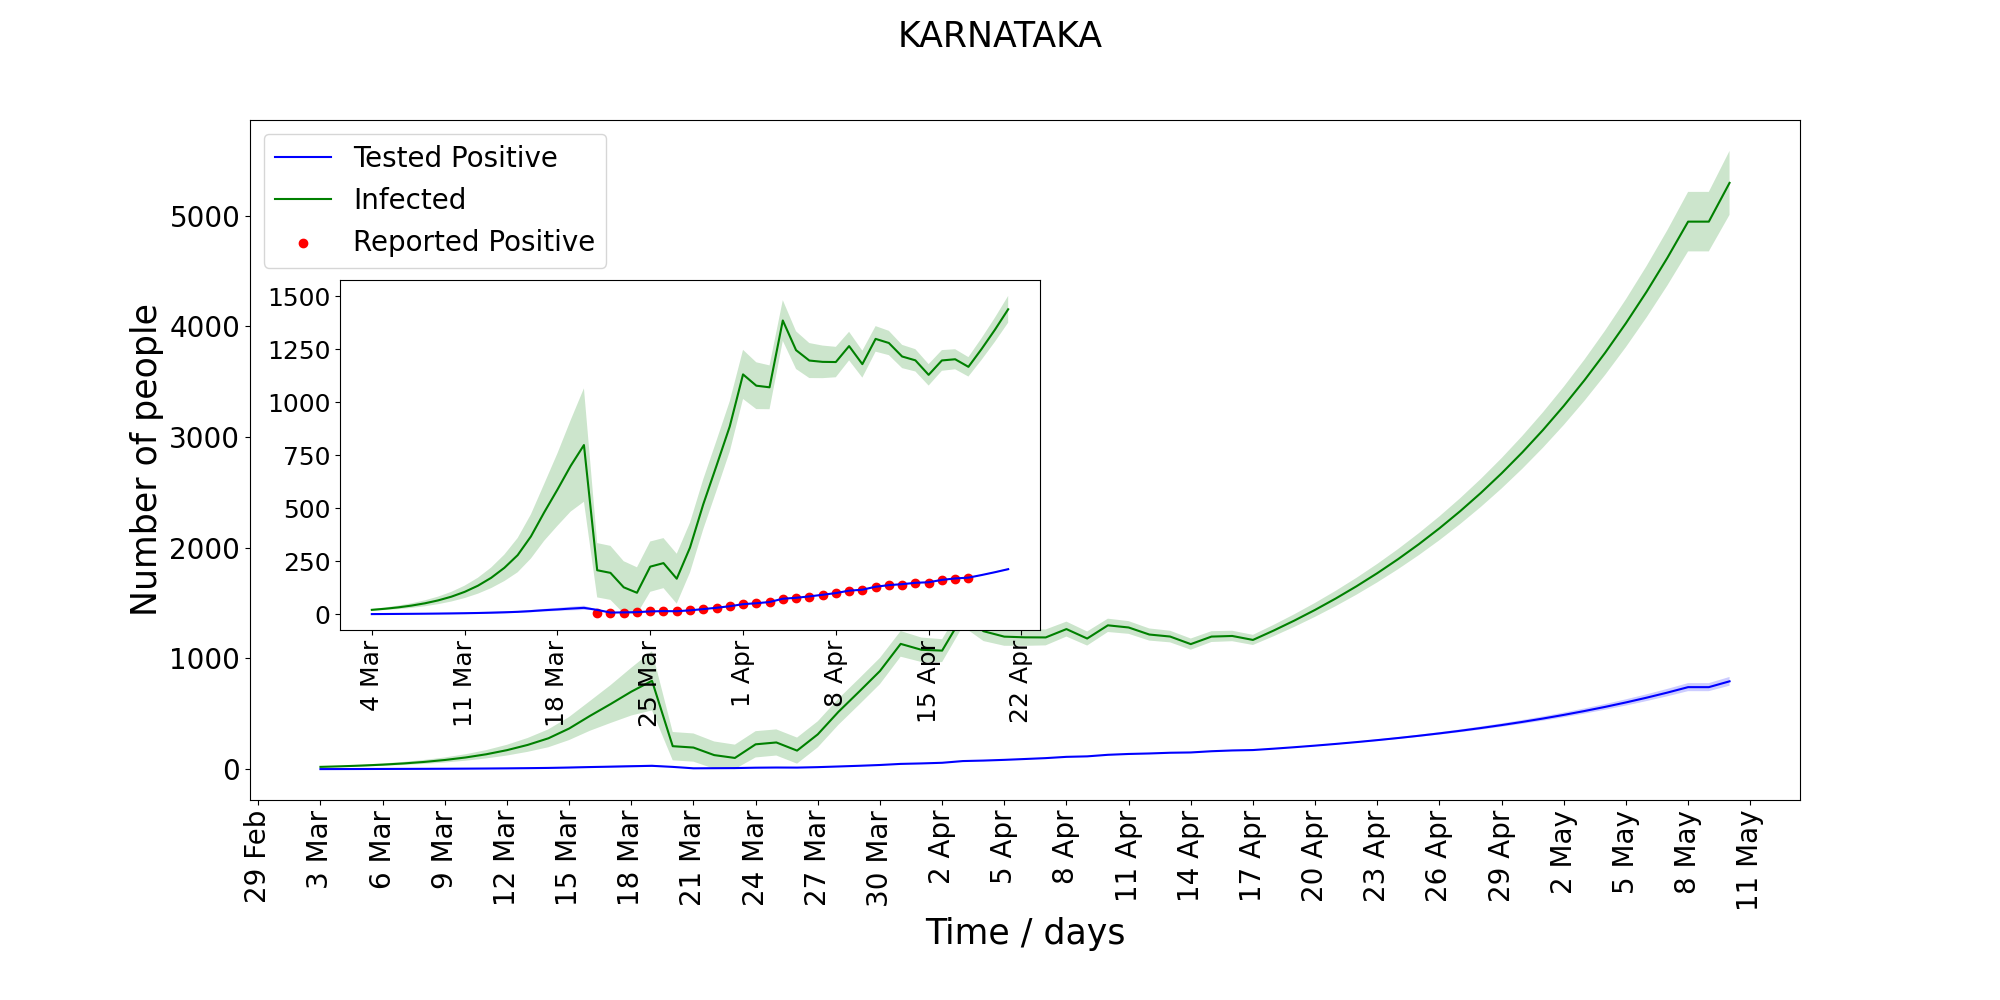 KARNATAKA
Tested Positive
Infected
Reported Positive
Number of people
5000
4000
3000
2000
1000
0
1500
1250
1000
750
500
250
0
4 Mar
11 Mar
18 Mar
25 Mar
1 Apr
8 Apr
15 Apr
22 Apr
29 Feb
3 Mar
6 Mar
9 Mar
12 Mar
15 Mar
18 Mar
21 Mar
24 Mar
27 Mar
30 Mar
2 Apr
5 Apr
8 Apr
11 Apr
14 Apr
17 Apr
20 Apr
23 Apr
26 Apr
29 Apr
2 May
5 May
8 May
11 May
Time / days